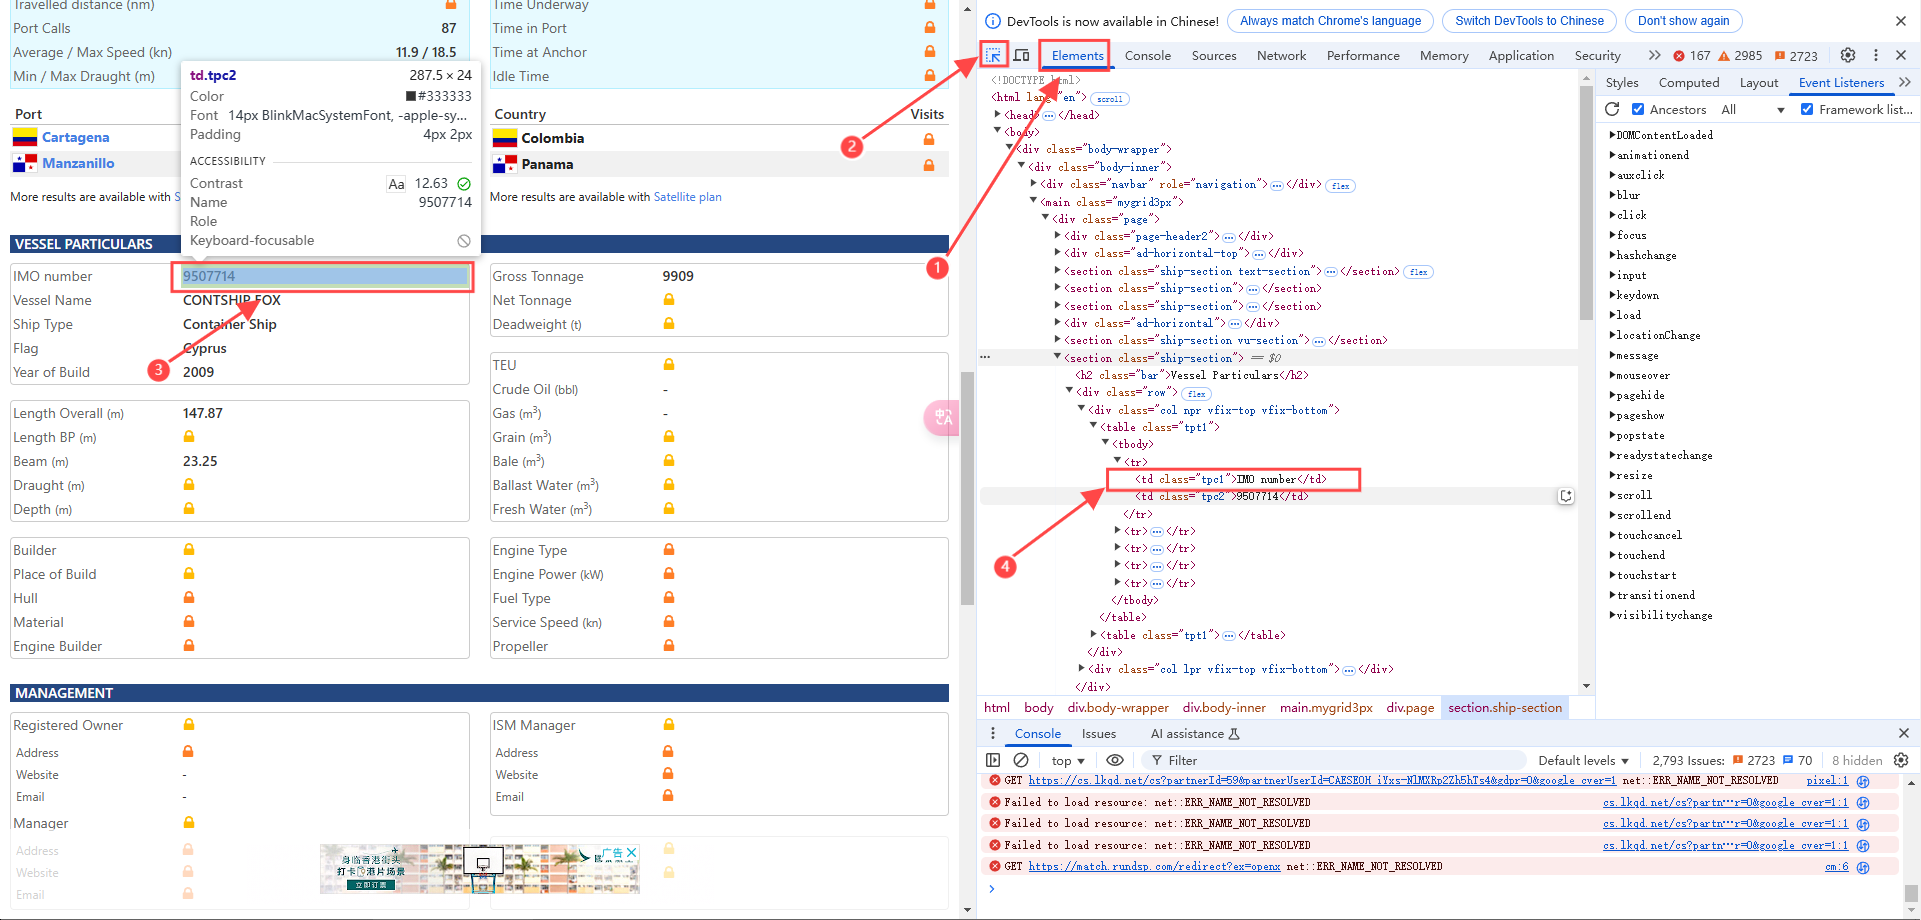 Travelled distance (nm)
Time Underway
Port Calls
87
Time in Port
Average / Max Speed (kn)
11.9 / 18.5
Time at Anchor
Min / Max Draught (m)
Idle Time
Port
Country
Visits
Cartagena
Colombia
Manzanillo
Panama
More results are available with S
More results are available with Satellite plan
td.tpc2
287.5 × 24
Color
#333333
Font
14px BlinkMacSystemFont, -apple-sy...
Padding
4px 2px
ACCESSIBILITY
Contrast
Aa 12.63
Name
9507714
Role
Keyboard-focusable
VESSEL PARTICULARS
IMO number
9507714
Vessel Name
CONTSHIP FOX
Ship Type
Container Ship
Flag
Cyprus
Year of Build
2009
Gross Tonnage
9909
Net Tonnage
Deadweight (t)
Length Overall (m)
147.87
Length BP (m)
Beam (m)
23.25
Draught (m)
Depth (m)
TEU
Crude Oil (bbl)
-
Gas (m³)
-
Grain (m³)
Bale (m³)
Ballast Water (m³)
Fresh Water (m³)
Builder
Place of Build
Hull
Material
Engine Builder
Engine Type
Engine Power (kW)
Fuel Type
Service Speed (kn)
Propeller
MANAGEMENT
Registered Owner
Address
Website
-
Email
-
Manager
Address
Website
Email
ISM Manager
Address
Website
Email
身临香港街头
打卡港片场景
立即订票
广告
1
2
3
4
DevTools is now available in Chinese!
Always match Chrome's language
Switch DevTools to Chinese
Don't show again
Elements
Console
Sources
Network
Performance
Memory
Application
Security
167
2985
2723
<!DOCTYPE html>
<html lang="en"> scroll
<head> ··· </head>
<body>
<div class="body-wrapper">
<div class="body-inner">
<div class="navbar" role="navigation"> ··· </div> flex
<main class="mygrid3px">
<div class="page">
<div class="page-header2"> ··· </div>
<div class="ad-horizontal-top"> ··· </div>
<section class="ship-section text-section"> ··· </section> flex
<section class="ship-section"> ··· </section>
<section class="ship-section"> ··· </section>
<div class="ad-horizontal"> ··· </div>
<section class="ship-section vu-section"> ··· </section>
<section class="ship-section"> == $0
<h2 class="bar">Vessel Particulars</h2>
<div class="row"> flex
<div class="col npr vfix-top vfix-bottom">
<table class="tpt1">
<tbody>
<tr>
<td class="tpc1">IMO number</td>
<td class="tpc2">9507714</td>
</tr>
<tr> ··· </tr>
<tr> ··· </tr>
<tr> ··· </tr>
<tr> ··· </tr>
</tbody>
</table>
<table class="tpt1"> ··· </table>
</div>
<div class="col lpr vfix-top vfix-bottom"> ··· </div>
</div>
html
body
div.body-wrapper
div.body-inner
main.mygrid3px
div.page
section.ship-section
Styles
Computed
Layout
Event Listeners
Ancestors
All
Framework list...
DOMContentLoaded
animationend
auxclick
blur
click
focus
hashchange
input
keydown
load
locationChange
message
mouseover
pagehide
pageshow
popstate
readystatechange
resize
scroll
scrollend
touchcancel
touchend
touchstart
transitionend
visibilitychange
Console
Issues
AI assistance
top
Filter
Default levels
2,793 Issues:
2723
70
8 hidden
GET https://cs.lkqd.net/cs?partnerId=59&partnerUserId=CAESEOH_iYxs-NlMXRp2Zh5hTs4&gdpr=0&google_cver=1 net::ERR_NAME_NOT_RESOLVED
pixel:1
Failed to load resource: net::ERR_NAME_NOT_RESOLVED
cs.lkqd.net/cs?partn…r=0&google_cver=1:1
Failed to load resource: net::ERR_NAME_NOT_RESOLVED
cs.lkqd.net/cs?partn…r=0&google_cver=1:1
Failed to load resource: net::ERR_NAME_NOT_RESOLVED
cs.lkqd.net/cs?partn…r=0&google_cver=1:1
GET https://match.rundsp.com/redirect?ex=openx net::ERR_NAME_NOT_RESOLVED
cm:6